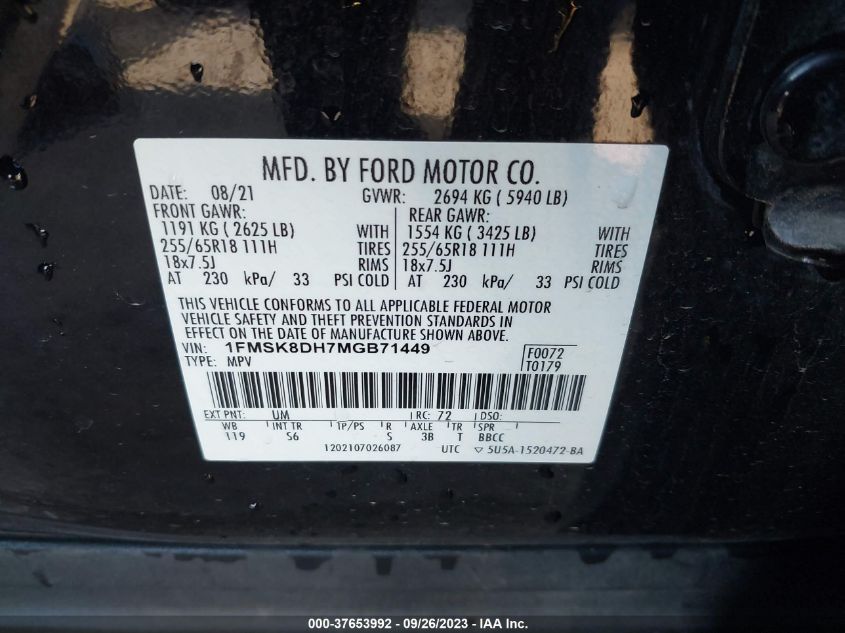 MFD. BY FORD MOTOR CO.
DATE: 08/21 GVWR: 2694 KG ( 5940 LB)
FRONT GAWR: REAR GAWR:
1191 KG ( 2625 LB) WITH 1554 KG ( 3425 LB) WITH
255/65R18 111H TIRES 255/65R18 111H TIRES
18x7.5J RIMS 18x7.5J RIMS
AT 230 kPa/ 33 PSI COLD AT 230 kPa/ 33 PSI COLD
THIS VEHICLE CONFORMS TO ALL APPLICABLE FEDERAL MOTOR
VEHICLE SAFETY AND THEFT PREVENTION STANDARDS IN
EFFECT ON THE DATE OF MANUFACTURE SHOWN ABOVE.
VIN: 1FMSK8DH7MGB71449 F0072
TYPE: MPV T0179
EXT PNT: UM RC: 72 DSO:
WB INT TR TP/PS R AXLE TR SPR
119 S6 S 3B T BBCC
1202107026087 UTC ▽ 5U5A-1520472-BA
000-37653992 - 09/26/2023 - IAA Inc.